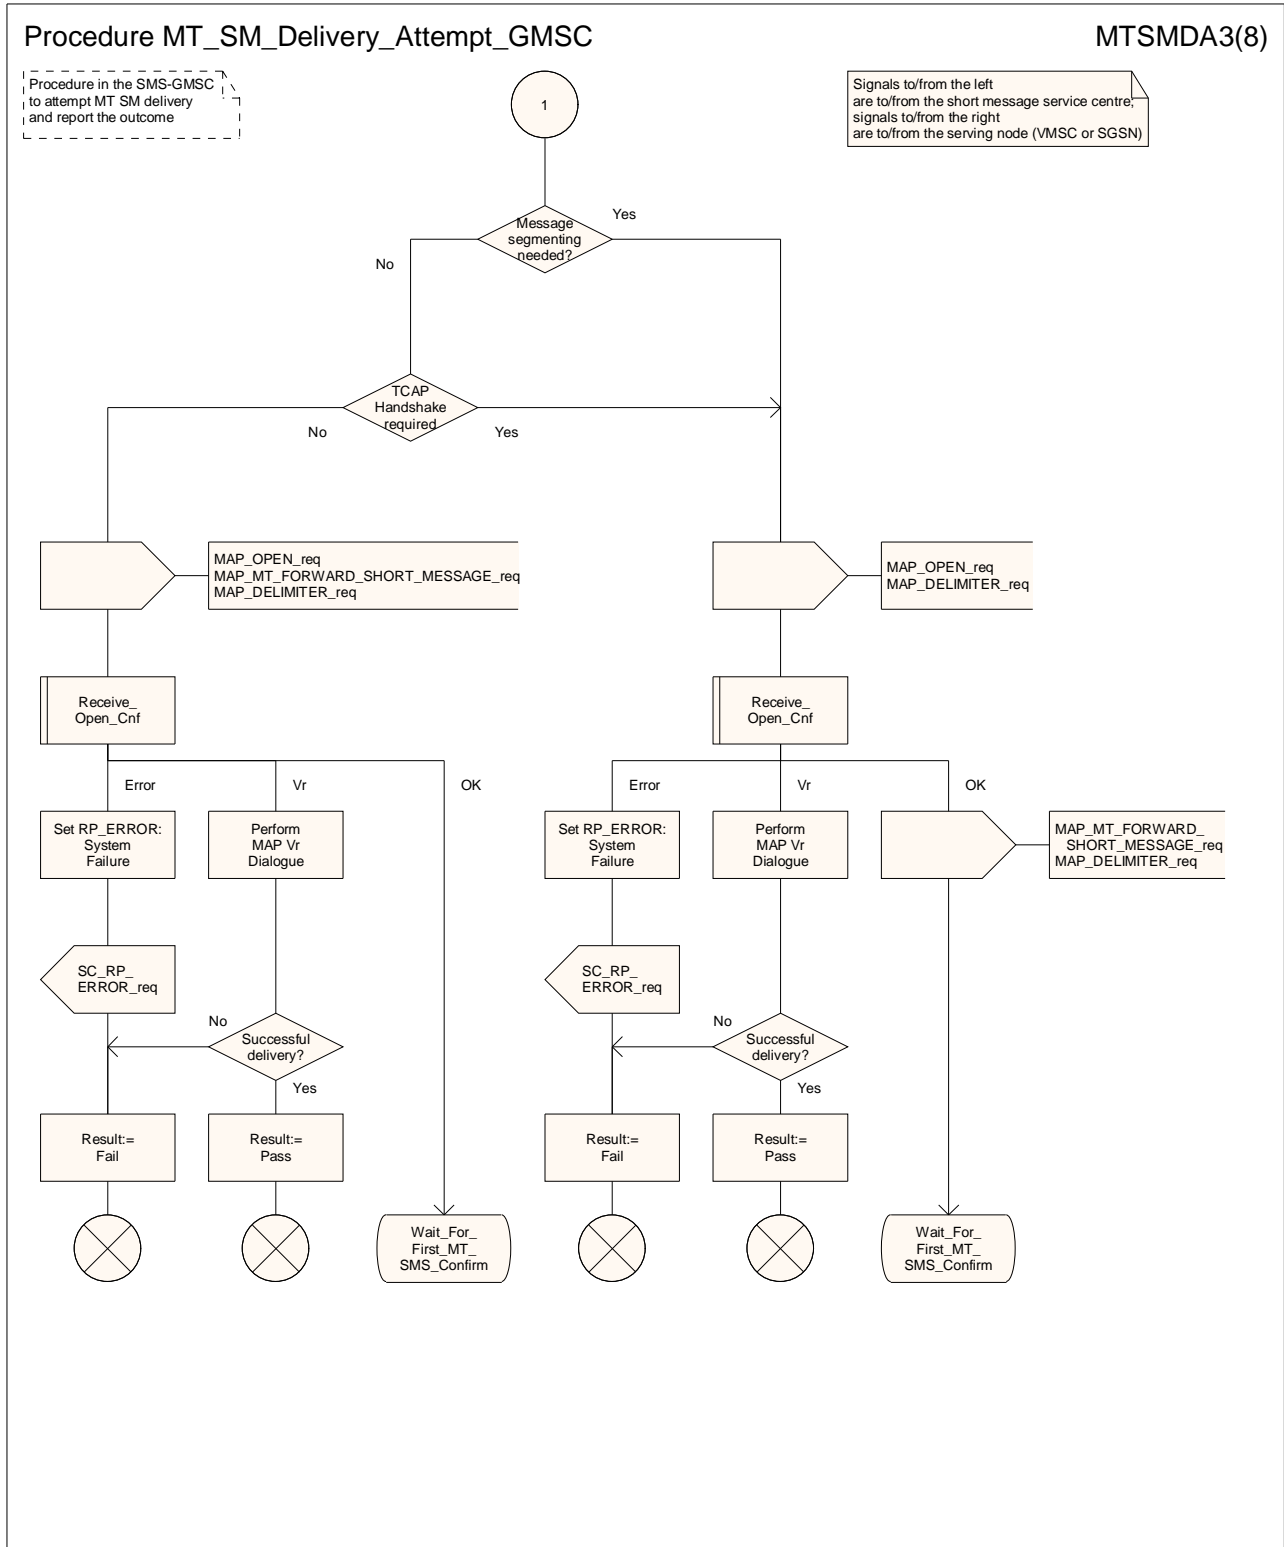 Procedure MT_SM_Delivery_Attempt_GMSC
MTSMDA3(8)
Procedure in the SMS-GMSC
to attempt MT SM delivery
and report the outcome
1
Signals to/from the left
are to/from the short message service centre;
signals to/from the right
are to/from the serving node (VMSC or SGSN)
Message
segmenting
needed?
Yes
No
TCAP
Handshake
required
No
Yes
MAP_OPEN_req
MAP_MT_FORWARD_SHORT_MESSAGE_req
MAP_DELIMITER_req
MAP_OPEN_req
MAP_DELIMITER_req
Receive_
Open_Cnf
Receive_
Open_Cnf
Error
Vr
OK
Error
Vr
OK
Set RP_ERROR:
System
Failure
Perform
MAP Vr
Dialogue
Set RP_ERROR:
System
Failure
Perform
MAP Vr
Dialogue
MAP_MT_FORWARD_
SHORT_MESSAGE_req
MAP_DELIMITER_req
SC_RP_
ERROR_req
SC_RP_
ERROR_req
No
Successful
delivery?
Yes
No
Successful
delivery?
Yes
Result:=
Fail
Result:=
Pass
Result:=
Fail
Result:=
Pass
Wait_For_
First_MT_
SMS_Confirm
Wait_For_
First_MT_
SMS_Confirm